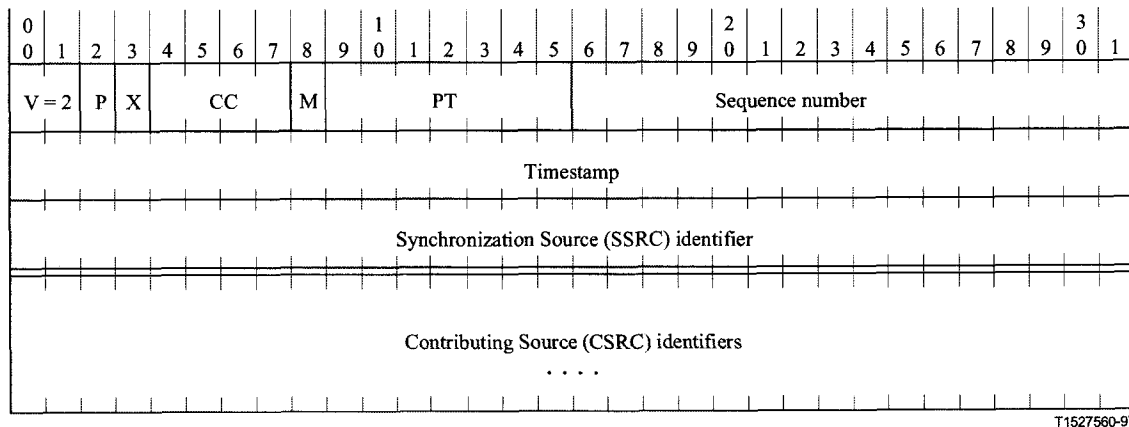 0 1 2 3
0 1 2 3 4 5 6 7 8 9 0 1 2 3 4 5 6 7 8 9 0 1 2 3 4 5 6 7 8 9 0 1
V = 2 P X CC M PT Sequence number
Timestamp
Synchronization Source (SSRC) identifier
Contributing Source (CSRC) identifiers
. . . .
T1527560-9